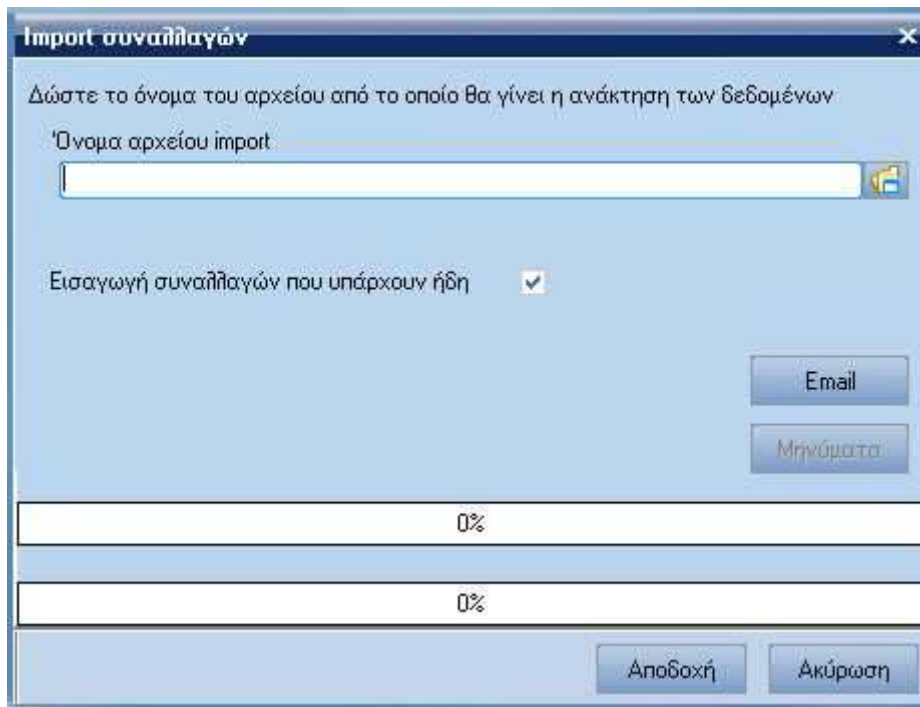 Import συναλλαγών
Δώστε το όνομα του αρχείου από το οποίο θα γίνει η ανάκτηση των δεδομένων
Όνομα αρχείου import
Εισαγωγή συναλλαγών που υπάρχουν ήδη
Email
Μηνύματα
0%
0%
Αποδοχή Ακύρωση